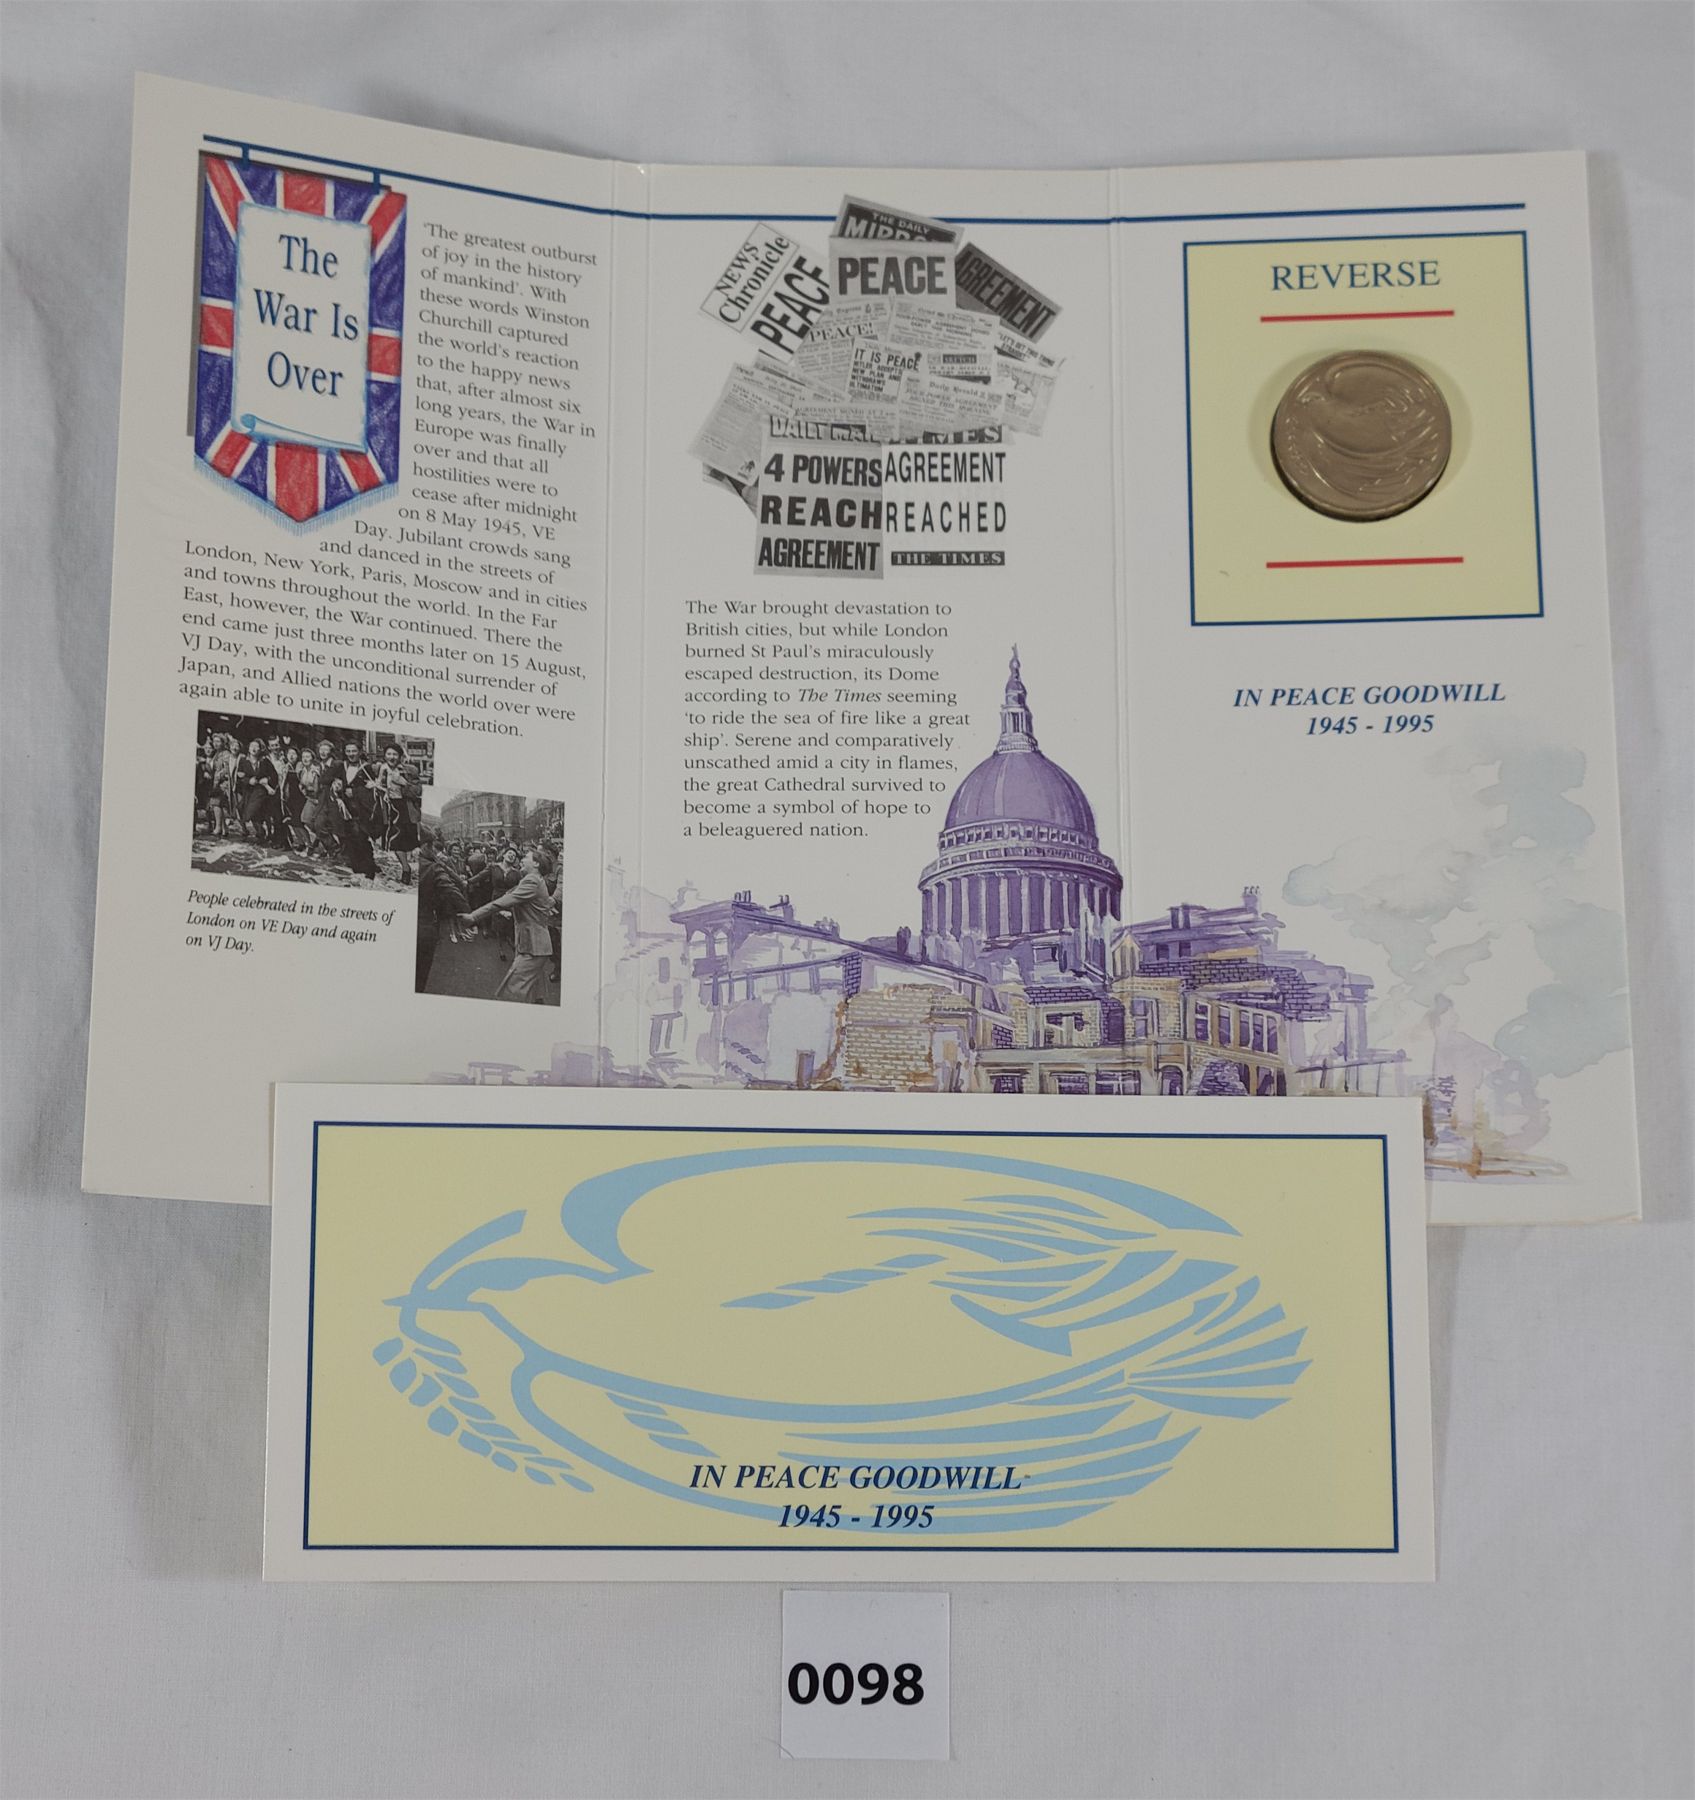 The
War Is
Over
'The greatest outburst
of joy in the history
of mankind'. With
these words Winston
Churchill captured
the world's reaction
to the happy news
that, after almost six
long years, the War in
Europe was finally
over and that all
hostilities were to
cease after midnight
on 8 May 1945, VE
Day. Jubilant crowds sang
and danced in the streets of
London, New York, Paris, Moscow and in cities
and towns throughout the world. In the Far
East, however, the War continued. There the
end came just three months later on 15 August,
VJ Day, with the unconditional surrender of
Japan, and Allied nations the world over were
again able to unite in joyful celebration.
People celebrated in the streets of
London on VE Day and again
on VJ Day.
THE DAILY
MIRROR
NEWS
Chronicle
PEACE
PEACE
AGREEMENT
PEACE!
IT IS PEACE
Daily Herald
DAILY MAIL
TIMES
4 POWERS
REACH
AGREEMENT
AGREEMENT
REACHED
THE TIMES
The War brought devastation to
British cities, but while London
burned St Paul's miraculously
escaped destruction, its Dome
according to The Times seeming
'to ride the sea of fire like a great
ship'. Serene and comparatively
unscathed amid a city in flames,
the great Cathedral survived to
become a symbol of hope to
a beleaguered nation.
REVERSE
IN PEACE GOODWILL
1945 - 1995
IN PEACE GOODWILL
1945 - 1995
0098